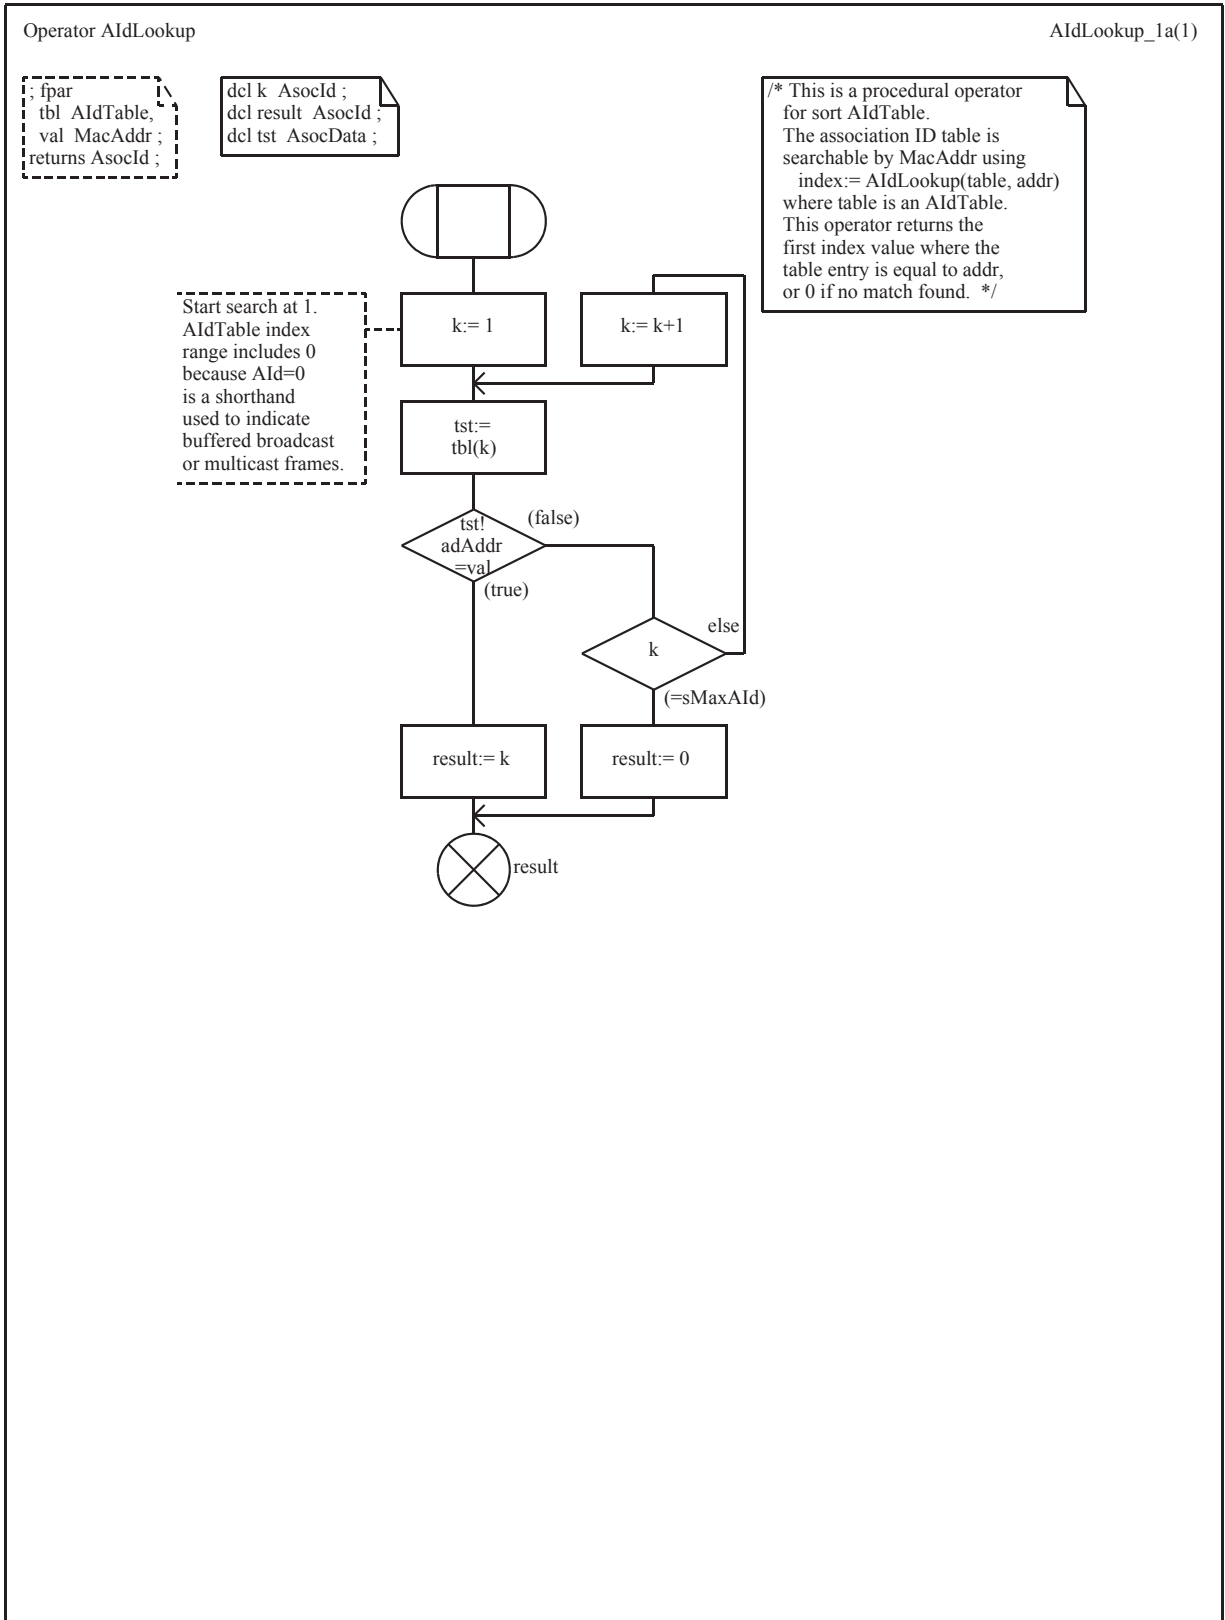 Operator AIdLookup
AIdLookup_1a(1)
; fpar
tbl AIdTable,
val MacAddr ;
returns AsocId ;
dcl k AsocId ;
dcl result AsocId ;
dcl tst AsocData ;
/* This is a procedural operator
for sort AIdTable.
The association ID table is
searchable by MacAddr using
index:= AIdLookup(table, addr)
where table is an AIdTable.
This operator returns the
first index value where the
table entry is equal to addr,
or 0 if no match found. */
Start search at 1.
AIdTable index
range includes 0
because AId=0
is a shorthand
used to indicate
buffered broadcast
or multicast frames.
k:= 1
k:= k+1
tst:=
tbl(k)
tst!
adAddr
=val
(false)
(true)
k
else
(=sMaxAId)
result:= k
result:= 0
result